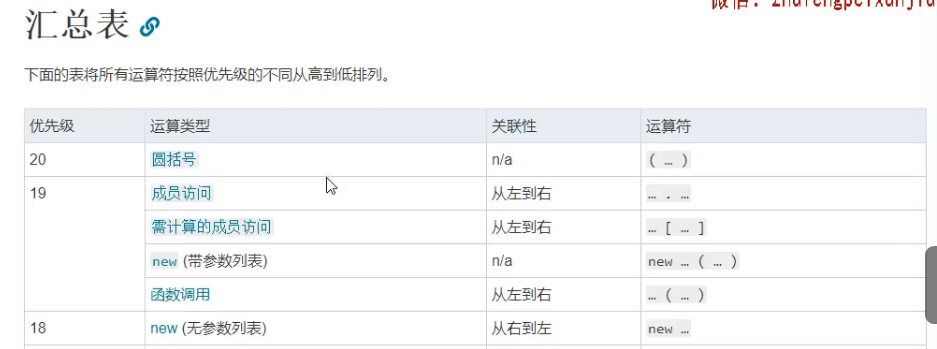 微信: zhufengpeixunjia
汇总表
下面的表将所有运算符按照优先级的不同从高到低排列。
优先级 运算类型 关联性 运算符
20 圆括号 n/a ( … )
19 成员访问 从左到右 … . …
需计算的成员访问 从左到右 … [ … ]
new (带参数列表) n/a new … ( … )
函数调用 从左到右 … ( … )
18 new (无参数列表) 从右到左 new …